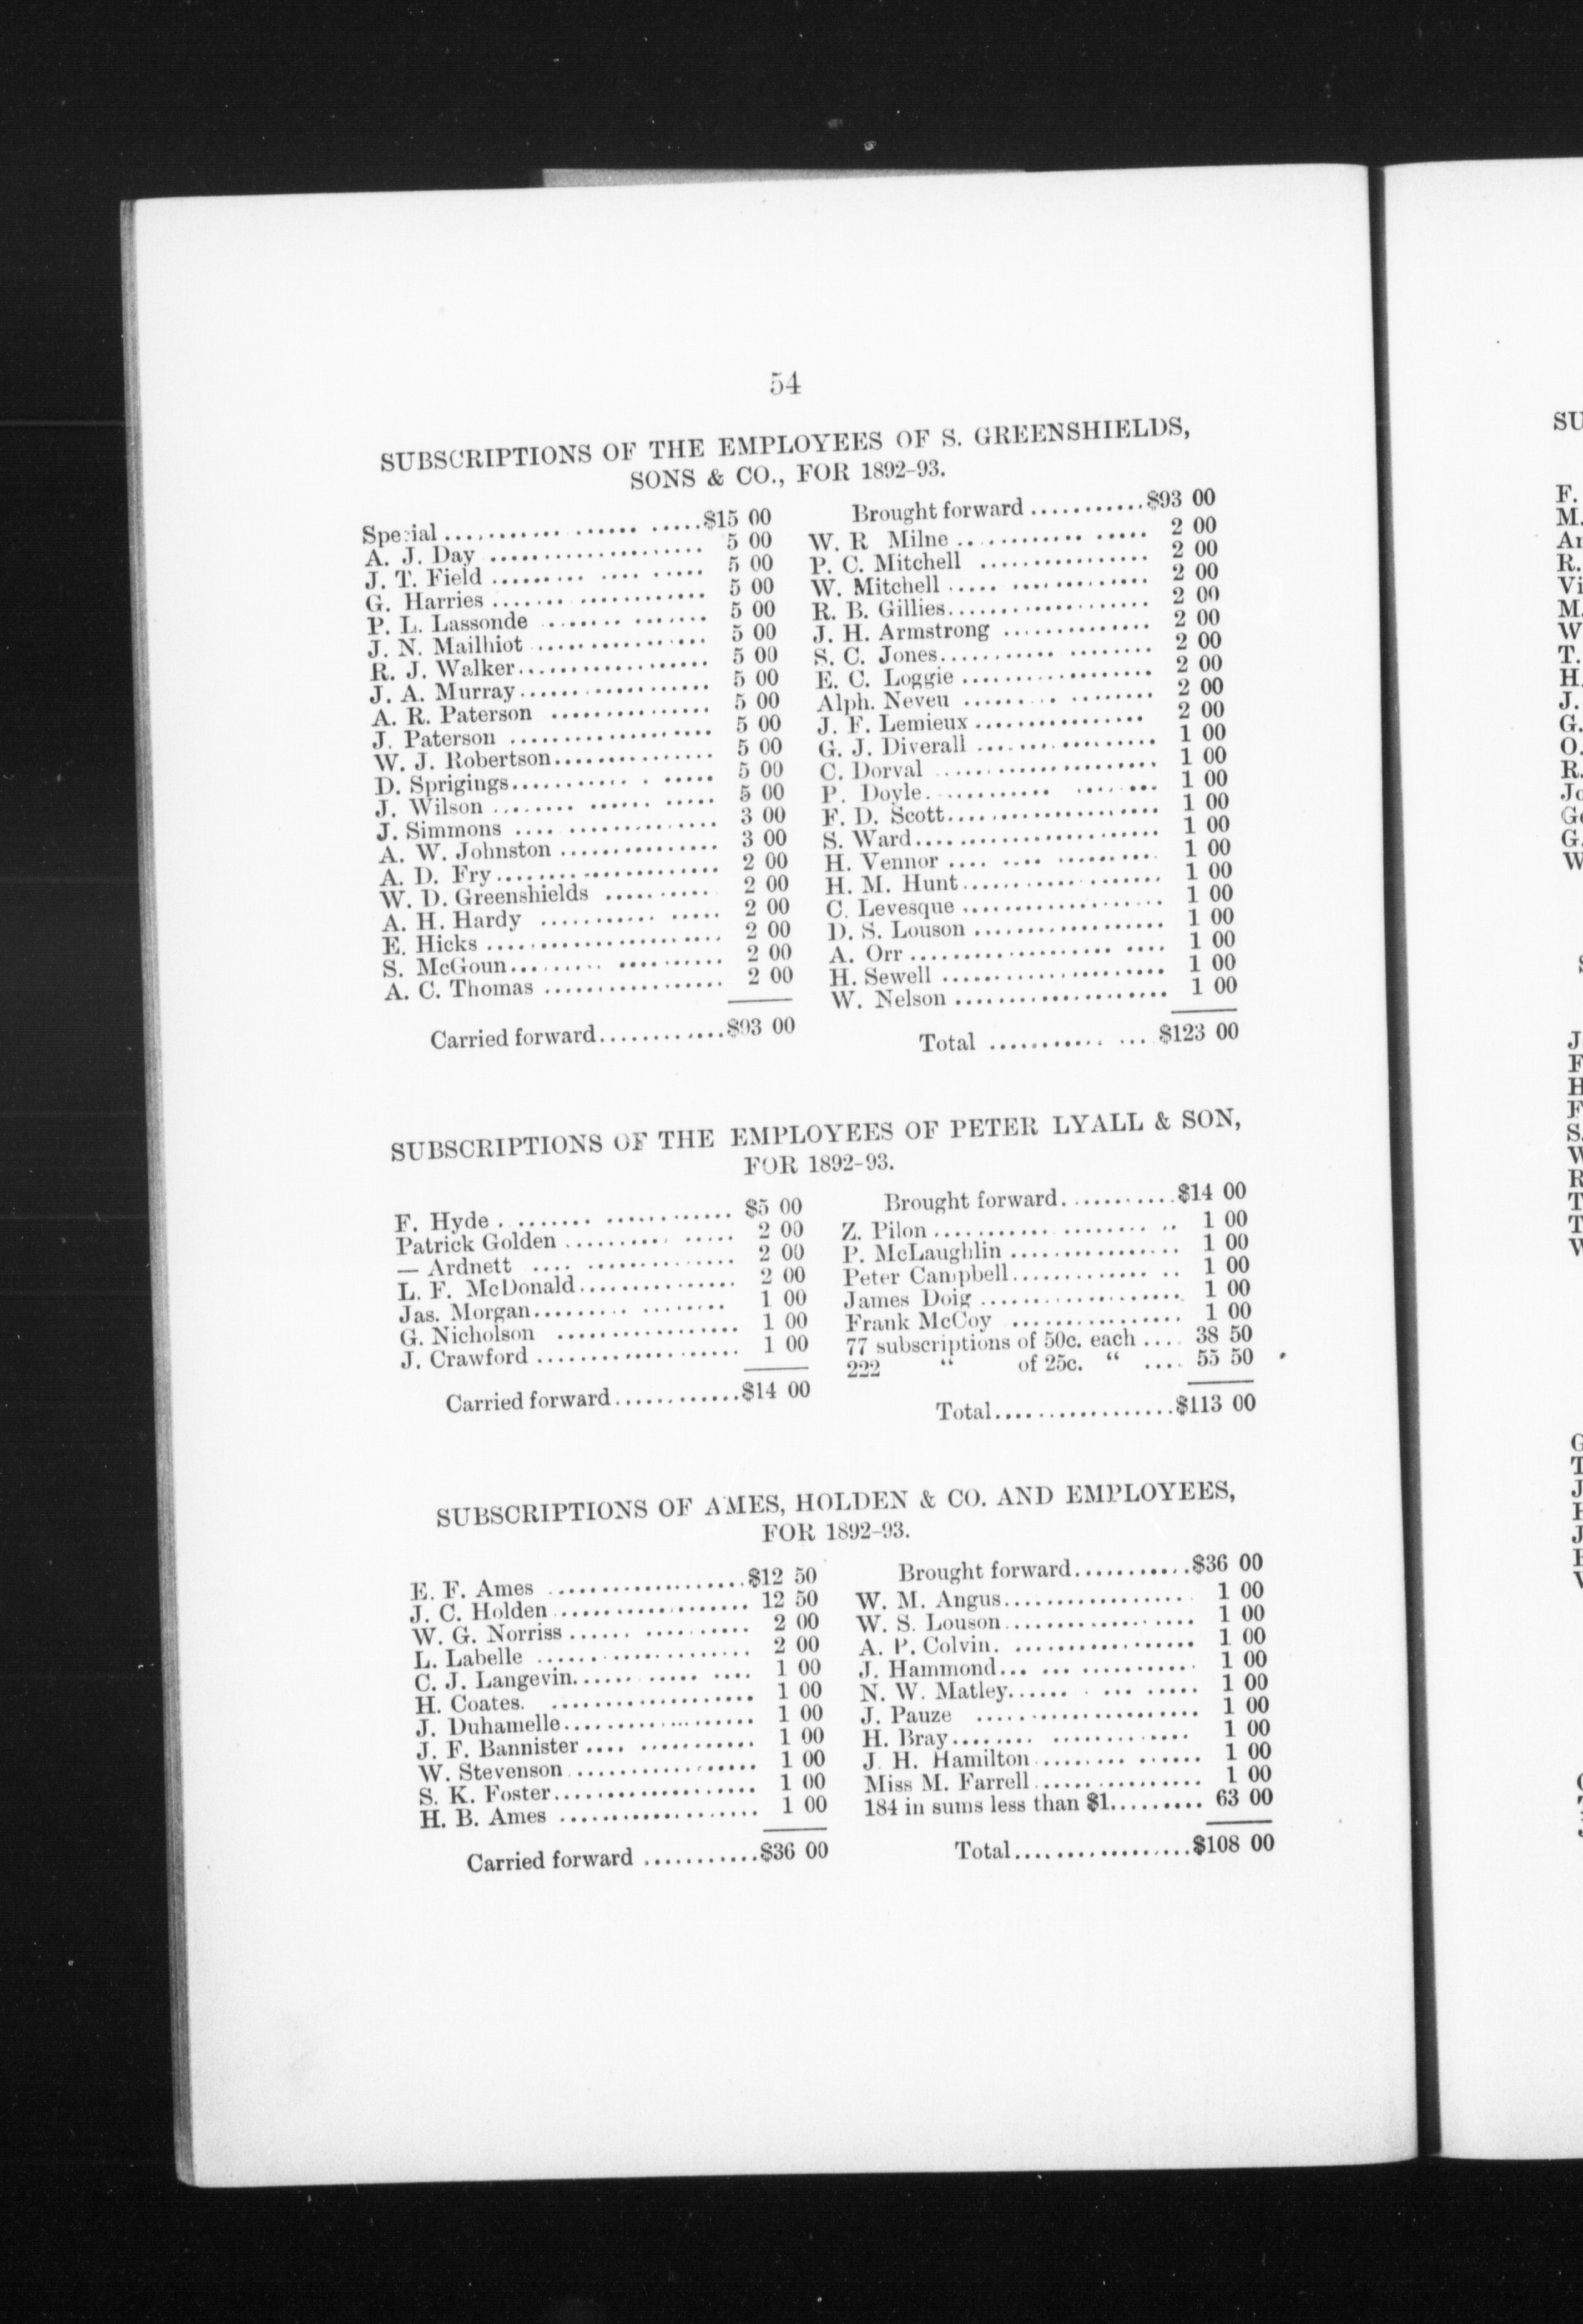 54
SUBSCRIPTIONS OF THE EMPLOYEES OF S. GREENSHIELDS,
SONS & CO., FOR 1892-93.
Special ........................ $15 00
A. J. Day .................... 5 00
J. T. Field .................... 5 00
G. Harries .................... 5 00
P. L. Lassonde .................... 5 00
J. N. Mailhiot .................... 5 00
R. J. Walker .................... 5 00
J. A. Murray .................... 5 00
A. R. Paterson .................... 5 00
J. Paterson .................... 5 00
W. J. Robertson .................... 5 00
D. Sprigings .................... 5 00
J. Wilson .................... 5 00
J. Simmons .................... 3 00
A. W. Johnston .................... 3 00
A. D. Fry .................... 2 00
W. D. Greenshields .................... 2 00
A. H. Hardy .................... 2 00
E. Hicks .................... 2 00
S. McGoun .................... 2 00
A. C. Thomas .................... 2 00
Carried forward ............. $93 00
Brought forward ............ $93 00
W. R Milne .................... 2 00
P. C. Mitchell .................... 2 00
W. Mitchell .................... 2 00
R. B. Gillies .................... 2 00
J. H. Armstrong .................... 2 00
S. C. Jones .................... 2 00
E. C. Loggie .................... 2 00
Alph. Neveu .................... 2 00
J. F. Lemieux .................... 2 00
G. J. Diverall .................... 1 00
C. Dorval .................... 1 00
P. Doyle .................... 1 00
F. D. Scott .................... 1 00
S. Ward .................... 1 00
H. Vennor .................... 1 00
H. M. Hunt .................... 1 00
C. Levesque .................... 1 00
D. S. Louson .................... 1 00
A. Orr .................... 1 00
H. Sewell .................... 1 00
W. Nelson .................... 1 00
Total .............. $123 00
SUBSCRIPTIONS OF THE EMPLOYEES OF PETER LYALL & SON,
FOR 1892-93.
F. Hyde .................... $5 00
Patrick Golden .................... 2 00
— Ardnett .................... 2 00
L. F. McDonald .................... 2 00
Jas. Morgan .................... 1 00
G. Nicholson .................... 1 00
J. Crawford .................... 1 00
Carried forward ............ $14 00
Brought forward ........... $14 00
Z. Pilon .................... 1 00
P. McLaughlin .................... 1 00
Peter Campbell .................... 1 00
James Doig .................... 1 00
Frank McCoy .................... 1 00
77 subscriptions of 50c. each .... 38 50
222 “ of 25c. “ .... 55 50
Total .................. $113 00
SUBSCRIPTIONS OF AMES, HOLDEN & CO. AND EMPLOYEES,
FOR 1892-93.
E. F. Ames .................... $12 50
J. C. Holden .................... 12 50
W. G. Norriss .................... 2 00
L. Labelle .................... 2 00
C. J. Langevin .................... 1 00
H. Coates. .................... 1 00
J. Duhamelle .................... 1 00
J. F. Bannister .................... 1 00
W. Stevenson .................... 1 00
S. K. Foster .................... 1 00
H. B. Ames .................... 1 00
Carried forward ........... $36 00
Brought forward ........... $36 00
W. M. Angus .................... 1 00
W. S. Louson .................... 1 00
A. P. Colvin. .................... 1 00
J. Hammond .................... 1 00
N. W. Matley .................... 1 00
J. Pauze .................... 1 00
H. Bray .................... 1 00
J. H. Hamilton .................... 1 00
Miss M. Farrell .................... 1 00
184 in sums less than $1 ......... 63 00
Total ................. $108 00